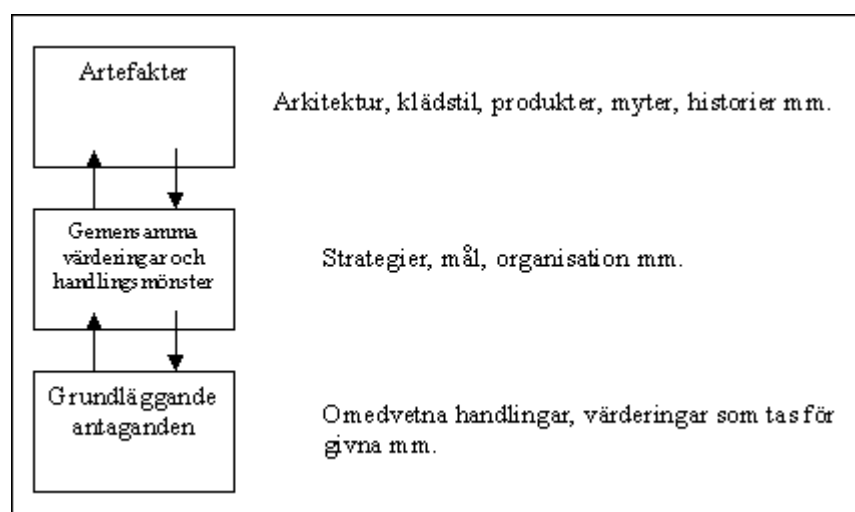 Artefakter
Arkitektur, klädstil, produkter, myter, historier mm.
Gemensamma
värderingar och
handlingsmönster
Strategier, mål, organisation mm.
Grundläggande
antaganden
Omedvetna handlingar, värderingar som tas för
givna mm.